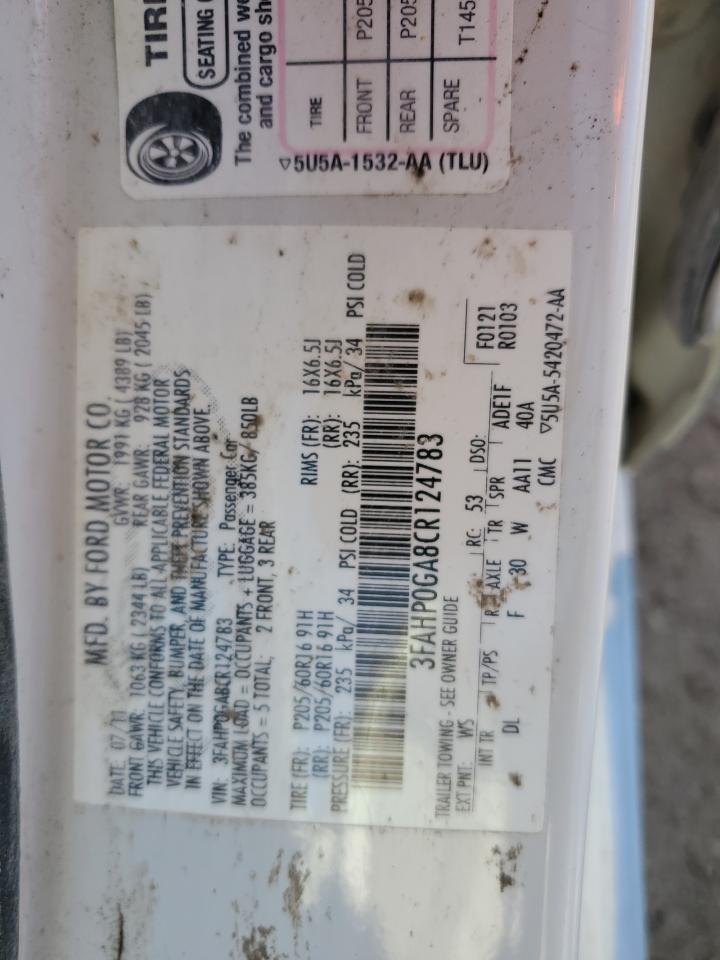 TIRE
SEATING
The combined we
and cargo sh
TIRE
FRONT P205
REAR P205
SPARE T145
▽5U5A-1532-AA (TLU)
MFD. BY FORD MOTOR CO.
DATE: 07/11 GVWR: 1991 KG ( 4389 LB)
FRONT GAWR: 1063 KG ( 2344 LB) REAR GAWR: 928 KG ( 2045 LB)
THIS VEHICLE CONFORMS TO ALL APPLICABLE FEDERAL MOTOR
VEHICLE SAFETY, BUMPER, AND THEFT PREVENTION STANDARDS
IN EFFECT ON THE DATE OF MANUFACTURE SHOWN ABOVE.
VIN: 3FAHP0GA8CR124783 TYPE: Passenger Car
MAXIMUM LOAD = OCCUPANTS + LUGGAGE = 385KG/ 850LB
OCCUPANTS = 5 TOTAL; 2 FRONT, 3 REAR
TIRE (FR): P205/60R16 91H RIMS (FR): 16X6.5J
(RR): P205/60R16 91H (RR): 16X6.5J
PRESSURE (FR): 235 kPa/ 34 PSI COLD (RR): 235 kPa/ 34 PSI COLD
3FAHP0GA8CR124783
TRAILER TOWING - SEE OWNER GUIDE
EXT PNT: WS RC: 53 DSO: F0121
INT TR TP/PS R AXLE TR SPR ADE1F R0103
DL F 30 W AA11 40A
CMC ▽5U5A-5420472-AA